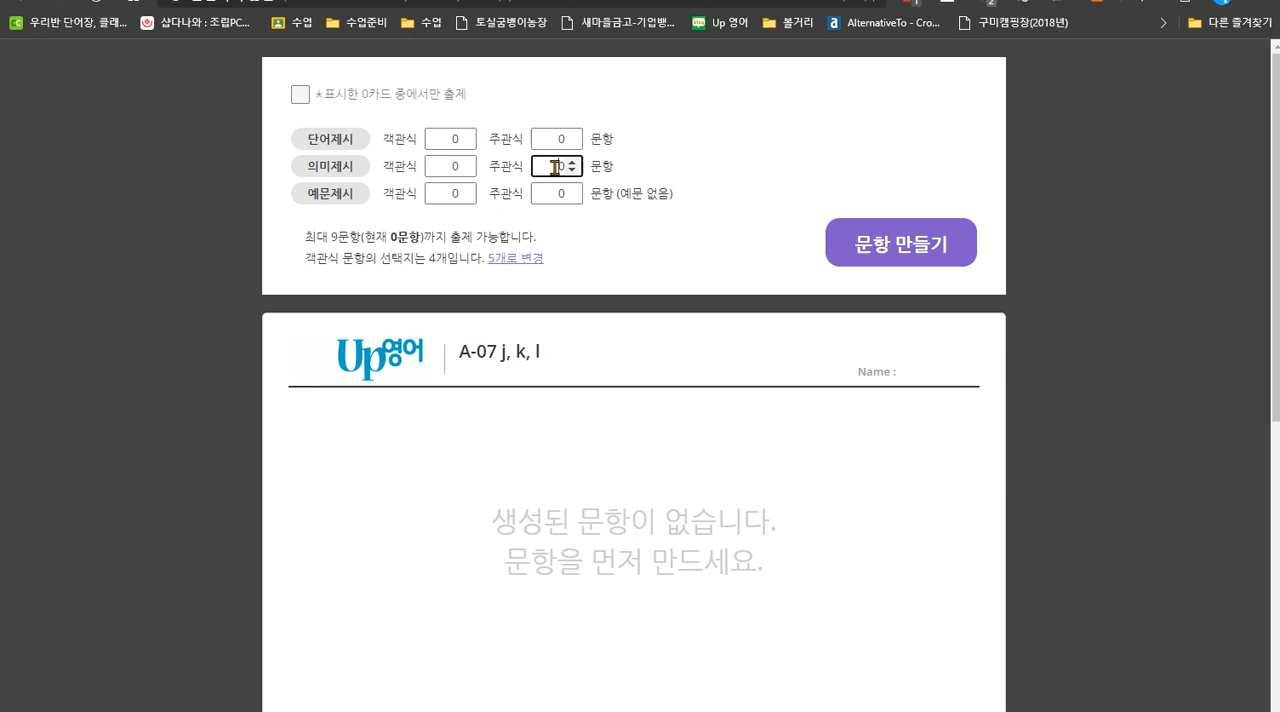 우리반 단어장, 클래... 샵다나와 : 조립PC... 수업 수업준비 수업 토실금뱅이농장 새마을금고-기업뱅... Up 영어 볼거리 AlternativeTo - Cro... 구미캠핑장(2018년) 다른 즐겨찾기
★표시한 0카드 중에서만 출제
단어제시 객관식 0 주관식 0 문항
의미제시 객관식 0 주관식 0 문항
예문제시 객관식 0 주관식 0 문항 (예문 없음)
최대 9문항(현재 0문항)까지 출제 가능합니다.
객관식 문항의 선택지는 4개입니다. 5개로 변경
문항 만들기
Up영어 A-07 j, k, l
Name :
생성된 문항이 없습니다.
문항을 먼저 만드세요.